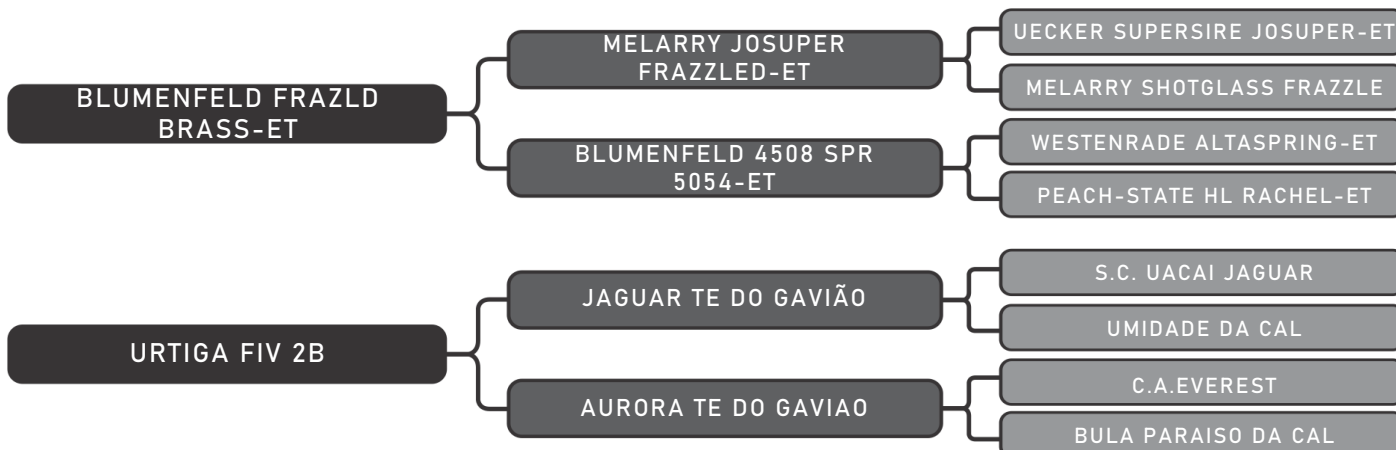 UECKER SUPERSIRE JOSUPER-ET
MELARRY JOSUPER
FRAZZLED-ET
MELARRY SHOTGLASS FRAZZLE
BLUMENFELD FRAZLD
BRASS-ET
WESTENRADE ALTASPRING-ET
BLUMENFELD 4508 SPR
5054-ET
PEACH-STATE HL RACHEL-ET
S.C. UACAI JAGUAR
JAGUAR TE DO GAVIÃO
UMIDADE DA CAL
URTIGA FIV 2B
C.A.EVEREST
AURORA TE DO GAVIAO
BULA PARAISO DA CAL